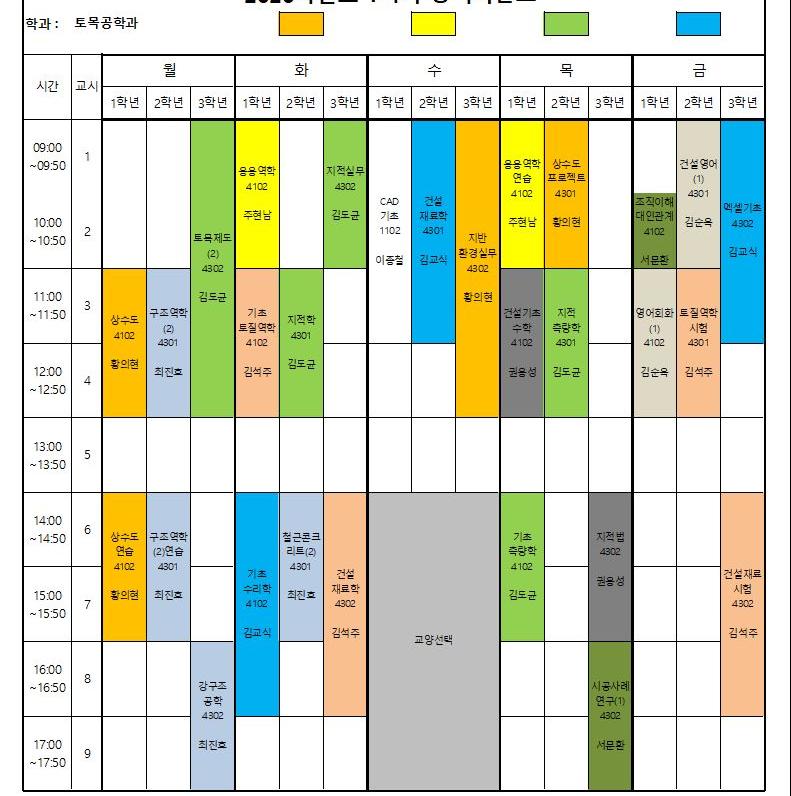 학과 : 토목공학과
시간 교시 월 화 수 목 금
1학년 2학년 3학년 1학년 2학년 3학년 1학년 2학년 3학년 1학년 2학년 3학년 1학년 2학년 3학년
09:00
~09:50
1
10:00
~10:50
2
11:00
~11:50
3
12:00
~12:50
4
13:00
~13:50
5
14:00
~14:50
6
15:00
~15:50
7
16:00
~16:50
8
17:00
~17:50
9
상수도
4102
황의현
상수도
연습
4102
황의현
구조역학
(2)
4301
최진호
구조역학
(2)연습
4301
최진호
토목제도
(2)
4302
김도균
강구조
공학
4302
최진호
응용역학
4102
주현남
기초
토질역학
4102
김석주
기초
수리학
4102
김교식
지적학
4301
김도균
철근콘크
리트(2)
4301
최진호
지적실무
4302
김도균
건설
재료학
4302
김석주
CAD
기초
1102
이종철
건설
재료학
4301
김교식
지반
환경실무
4302
황의현
교양선택
응용역학
연습
4102
주현남
건설기초
수학
4102
권용성
기초
측량학
4102
김도균
상수도
프로젝트
4301
황의현
지적
측량학
4301
김도균
지적법
4302
권용성
시공사례
연구(1)
4302
서문환
조직이해
대인관계
4102
서문환
영어회화
(1)
4102
김순옥
건설영어
(1)
4301
김순옥
토질역학
시험
4301
김석주
엑셀기초
4302
김교식
건설재료
시험
4302
김석주